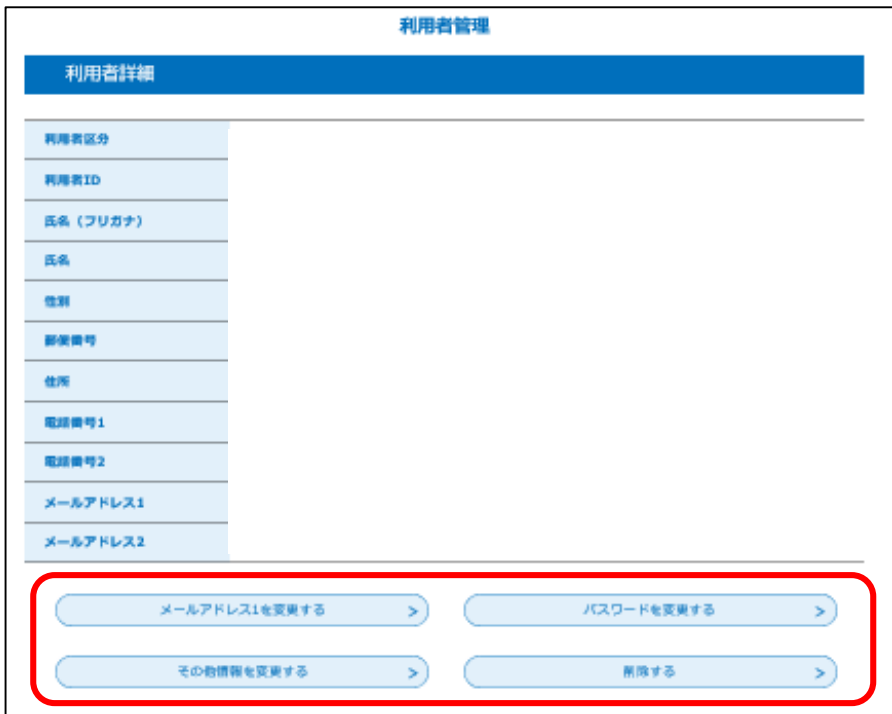 利用者管理
利用者詳細
利用者区分
利用者ID
氏名（フリガナ）
氏名
性別
郵便番号
住所
電話番号1
電話番号2
メールアドレス1
メールアドレス2
メールアドレス1を変更する >
パスワードを変更する >
その他情報を変更する >
削除する >